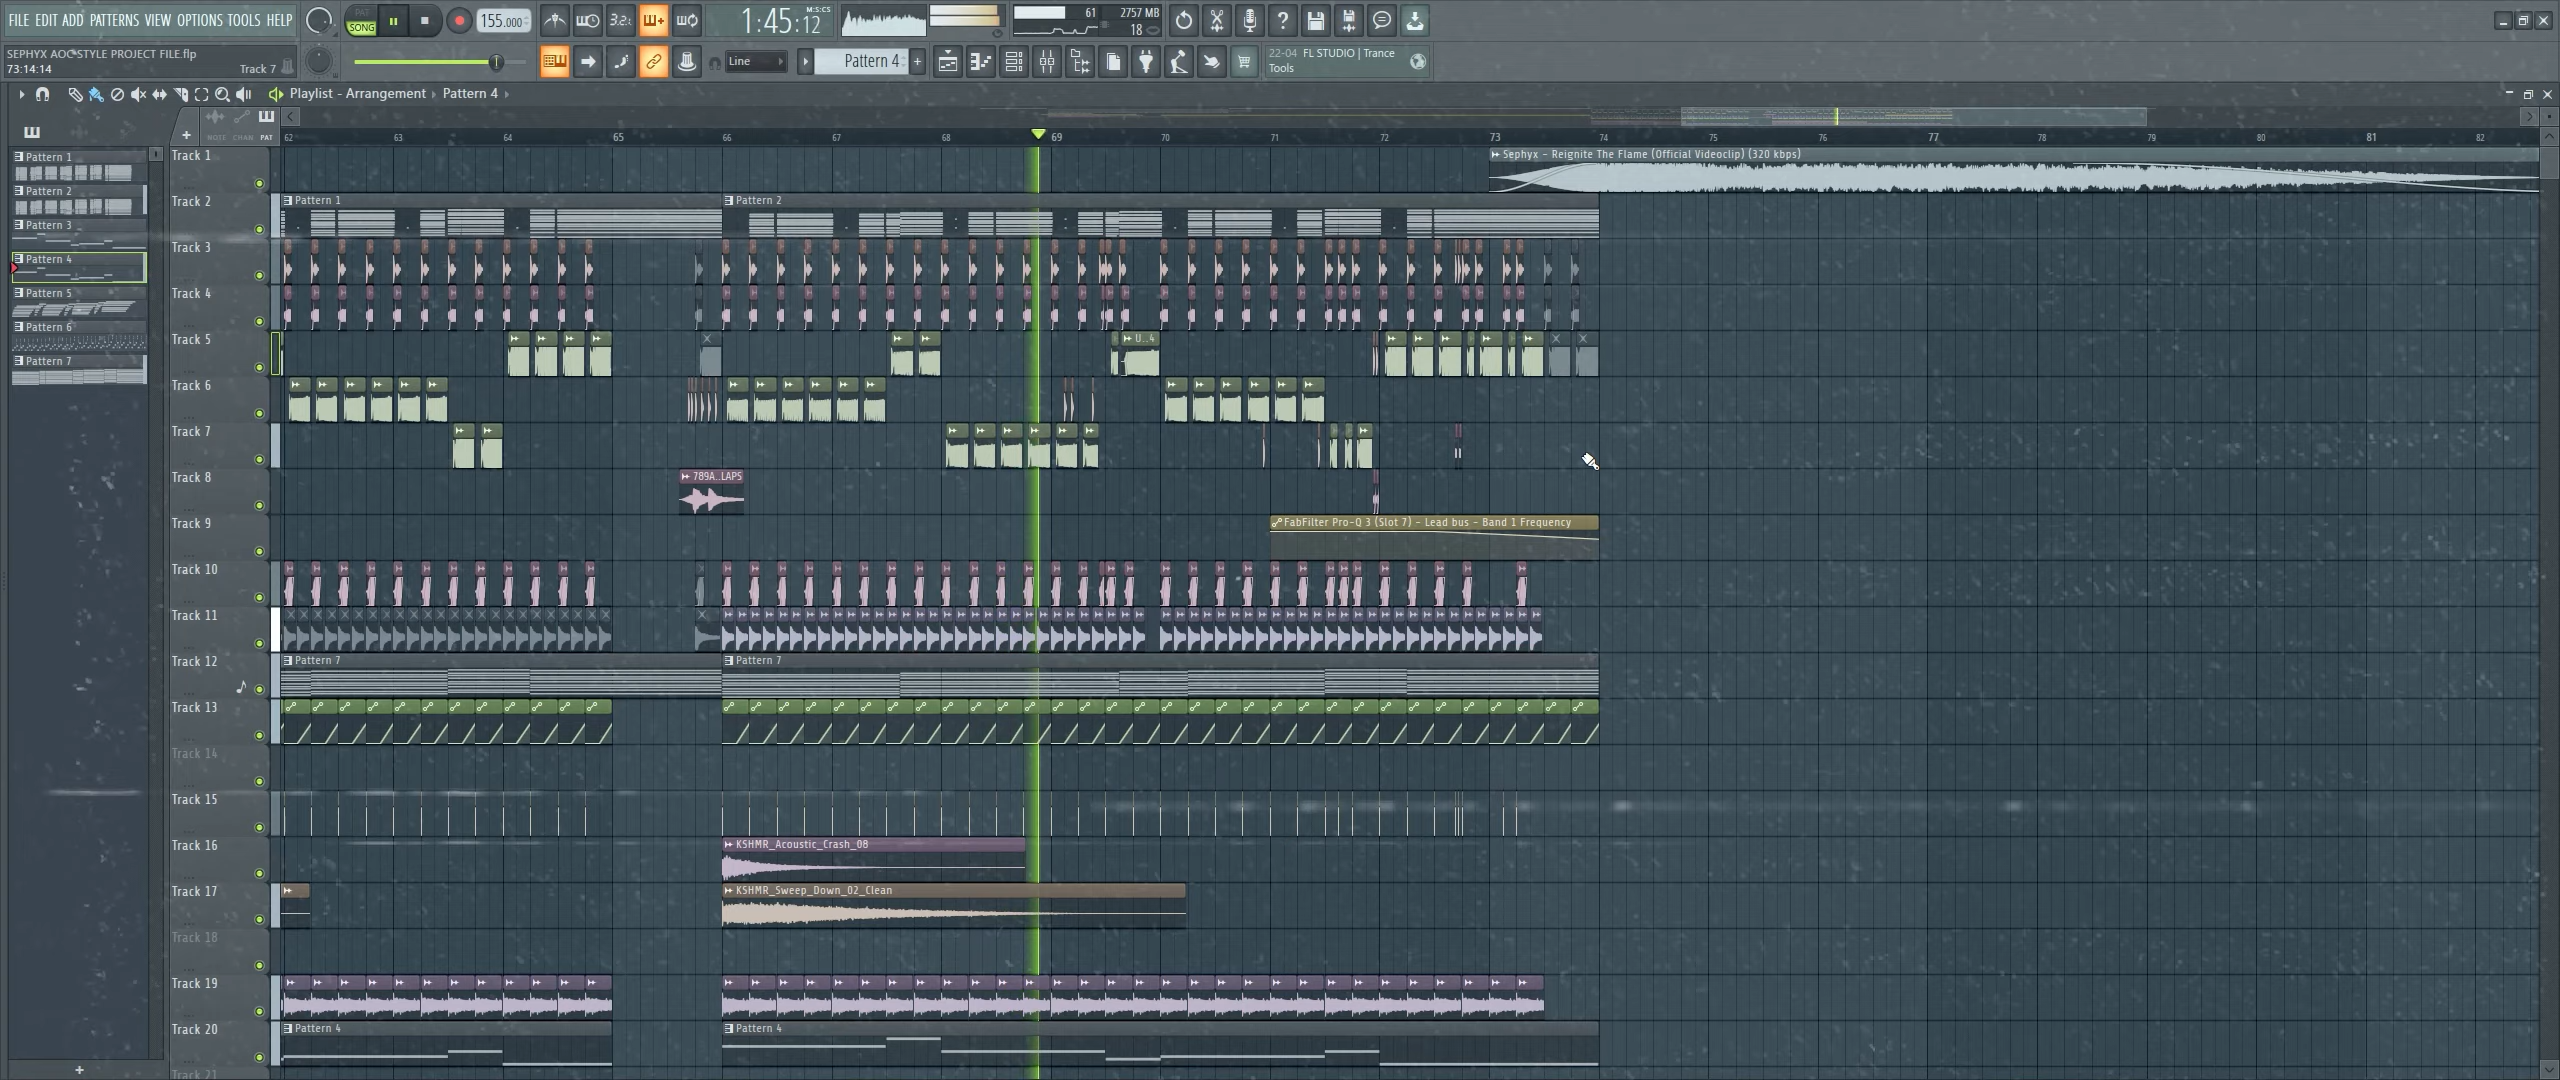 FILE EDIT ADD PATTERNS VIEW OPTIONS TOOLS HELP
PAT
SONG
155.000
3.2.
1:45:12
M:S:CS
61
2757 MB
18
SEPHYX AOC-STYLE PROJECT FILE.flp
73:14:14
Track 7
Line
Pattern 4
+
22-04 FL STUDIO | Trance
Tools
Playlist - Arrangement
Pattern 4
NOTE CHAN PAT
62 63 64 65 66 67 68 69 70 71 72 73 74 75 76 77 78 79 80 81 82
Pattern 1
Pattern 2
Pattern 3
Pattern 4
Pattern 5
Pattern 6
Pattern 7
Track 1
Sephyx - Reignite The Flame (Official Videoclip) (320 kbps)
Track 2
Pattern 1
Pattern 2
Track 3
Track 4
Track 5
U..4
Track 6
Track 7
Track 8
789A..LAPS
Track 9
FabFilter Pro-Q 3 (Slot 7) - Lead bus - Band 1 Frequency
Track 10
Track 11
Track 12
Pattern 7
Pattern 7
Track 13
Track 14
Track 15
Track 16
KSHMR_Acoustic_Crash_08
Track 17
KSHMR_Sweep_Down_02_Clean
Track 18
Track 19
Track 20
Pattern 4
Pattern 4
Track 21